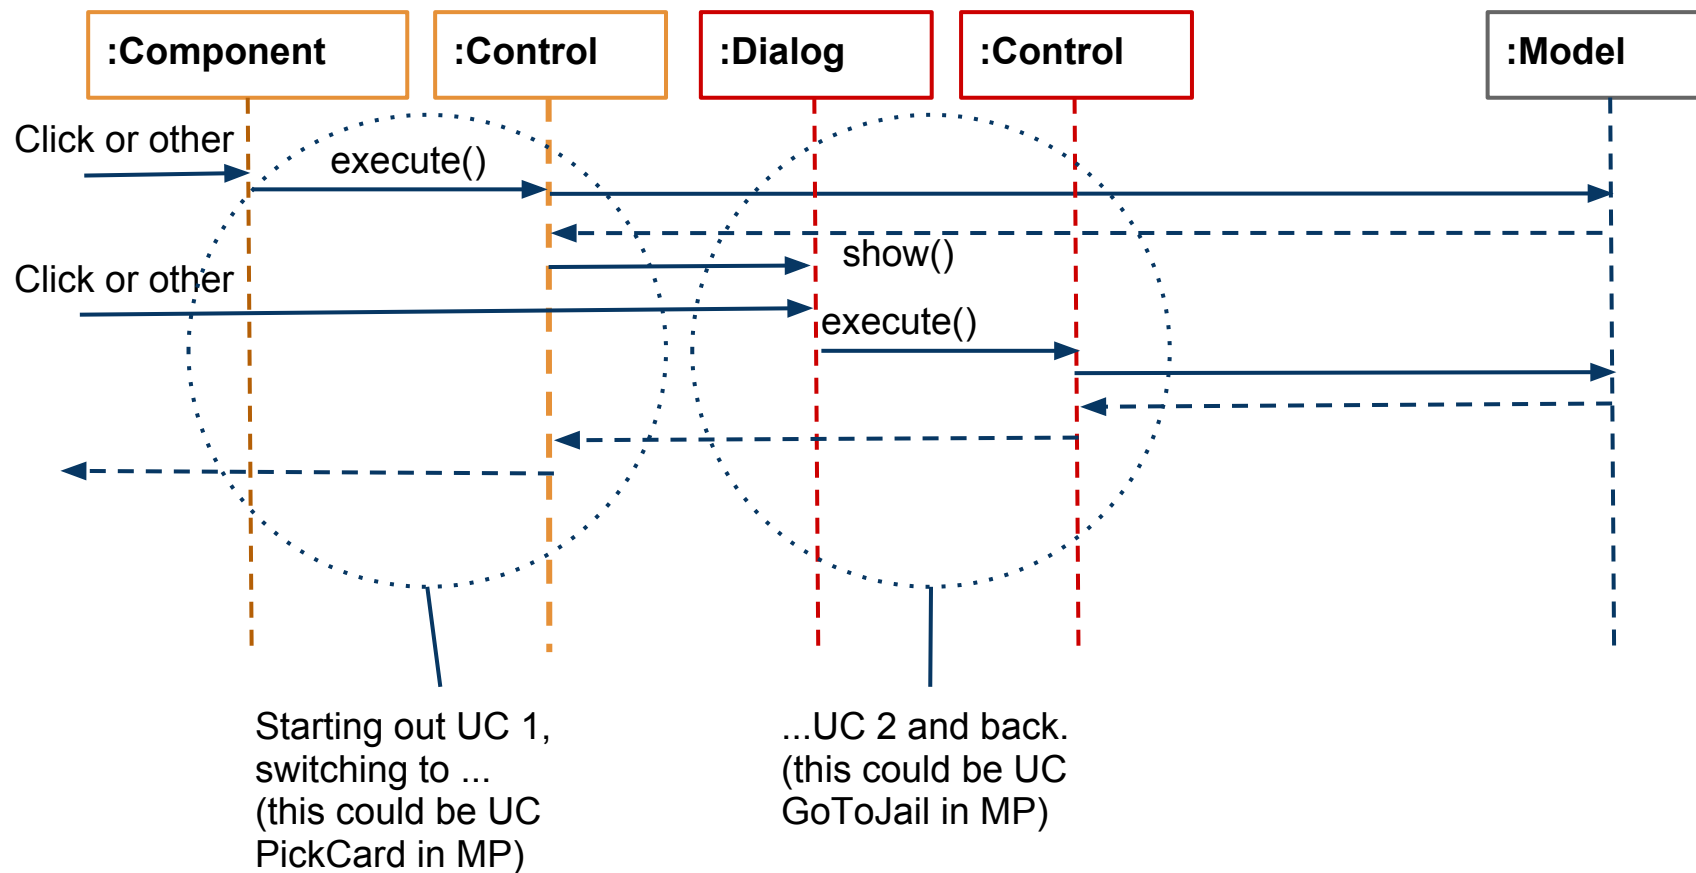 :Component :Control :Dialog :Control :Model
Click or other
execute()
show()
Click or other
execute()
Starting out UC 1,
switching to ...
(this could be UC
PickCard in MP)
...UC 2 and back.
(this could be UC
GoToJail in MP)